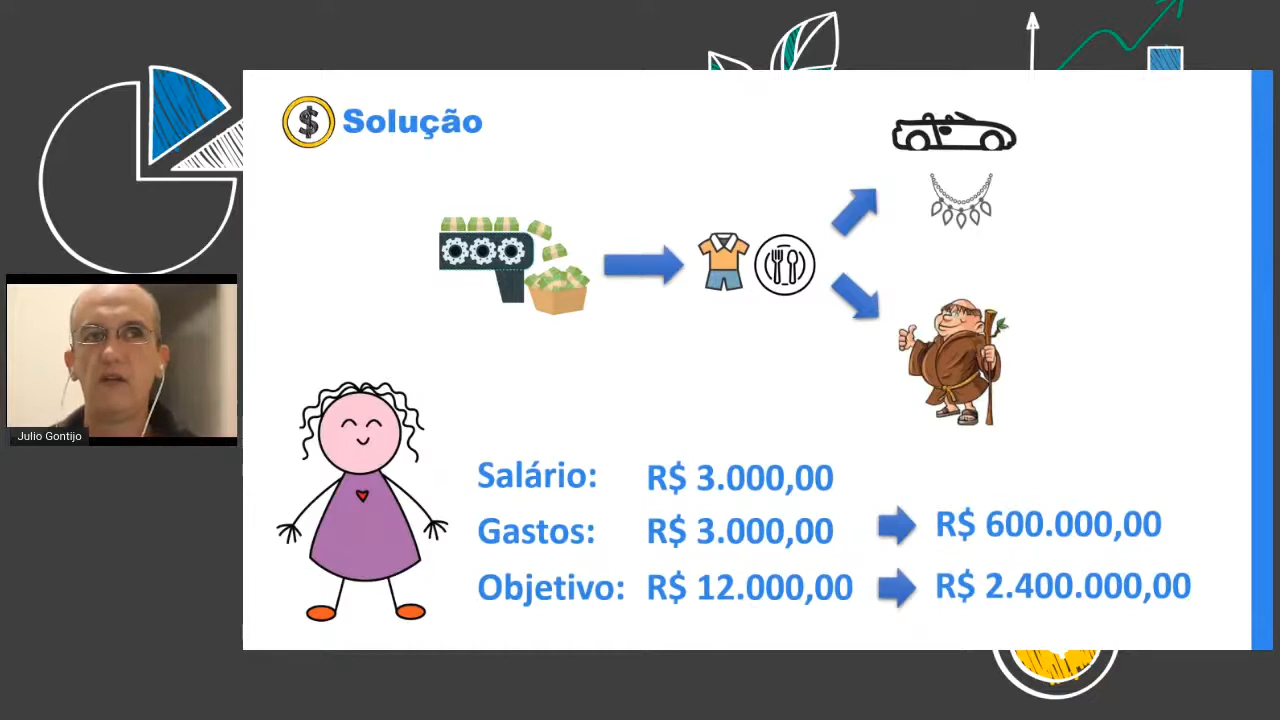 $ Solução
Salário: R$ 3.000,00
Gastos: R$ 3.000,00 R$ 600.000,00
Objetivo: R$ 12.000,00 R$ 2.400.000,00
Julio Gontijo